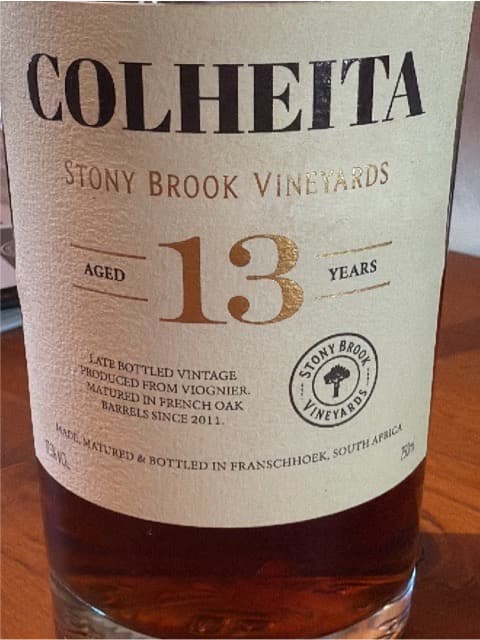 COLHEITA
STONY BROOK VINEYARDS
AGED 13 YEARS
LATE BOTTLED VINTAGE
PRODUCED FROM VIOGNIER.
MATURED IN FRENCH OAK
BARRELS SINCE 2011.
STONY BROOK
VINEYARDS
MADE, MATURED & BOTTLED IN FRANSCHHOEK, SOUTH AFRICA
750ml